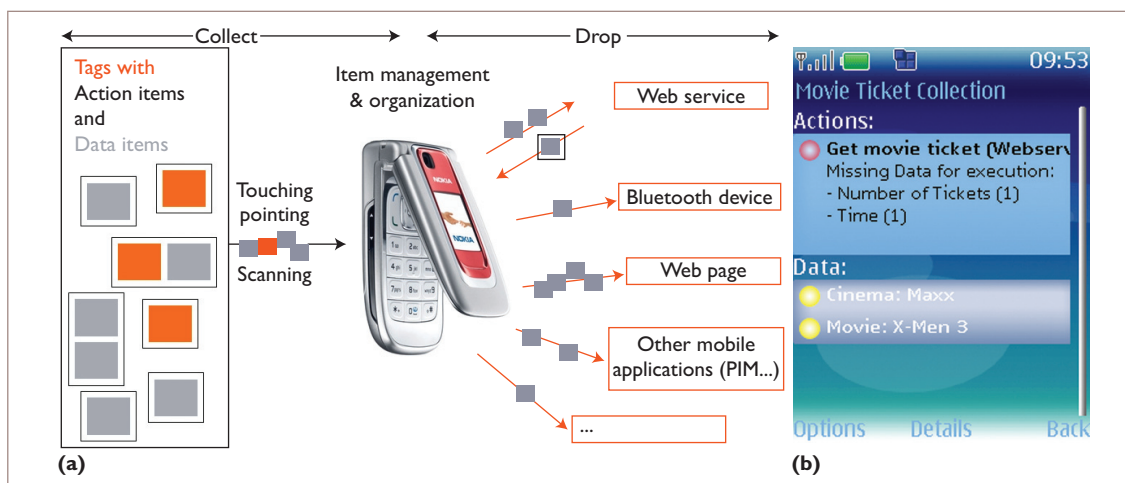 Collect
Drop
Tags with
Action items
and
Data items
Touching
pointing
Scanning
Item management
& organization
NOKIA
NOKIA
Web service
Bluetooth device
Web page
Other mobile
applications (PIM...)
...
(a)
09:53
Movie Ticket Collection
Actions:
Get movie ticket (Webserv
Missing Data for execution:
- Number of Tickets (1)
- Time (1)
Data:
Cinema: Maxx
Movie: X-Men 3
Options Details Back
(b)